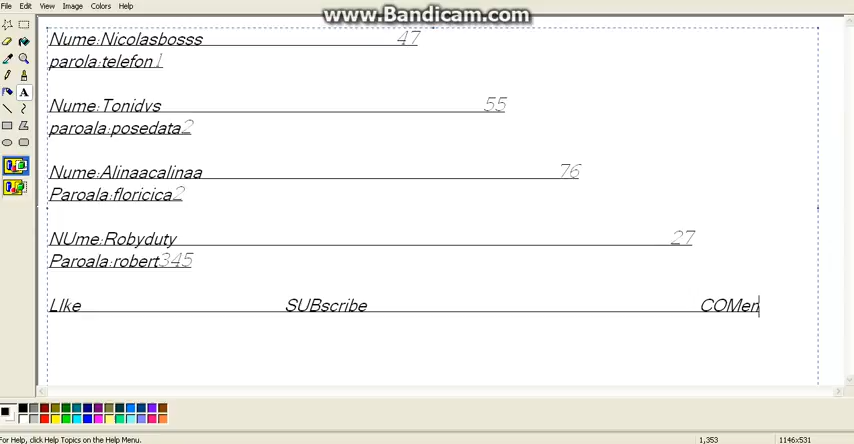 www.Bandicam.com
File Edit View Image Colors Help
Nume:Nicolasbosss 47
parola:telefon1
Nume:Tonidys 55
paroala:posedata2
Nume:Alinaacalinaa 76
Paroala:floricica2
NUme:Robyduty 27
Paroala:robert345
LIke SUBscribe COMen
For Help, click Help Topics on the Help Menu. 1,353 1146x531